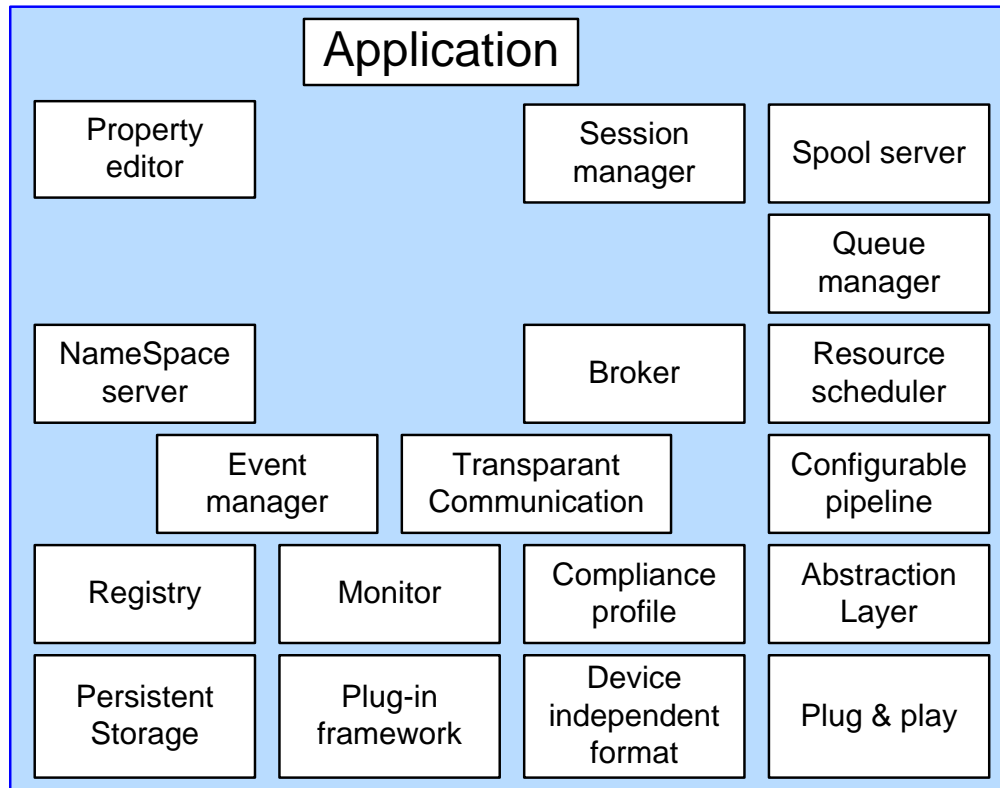 Application
Property
editor
Session
manager
Spool server
Queue
manager
NameSpace
server
Broker
Resource
scheduler
Event
manager
Transparant
Communication
Configurable
pipeline
Registry
Monitor
Compliance
profile
Abstraction
Layer
Persistent
Storage
Plug-in
framework
Device
independent
format
Plug & play